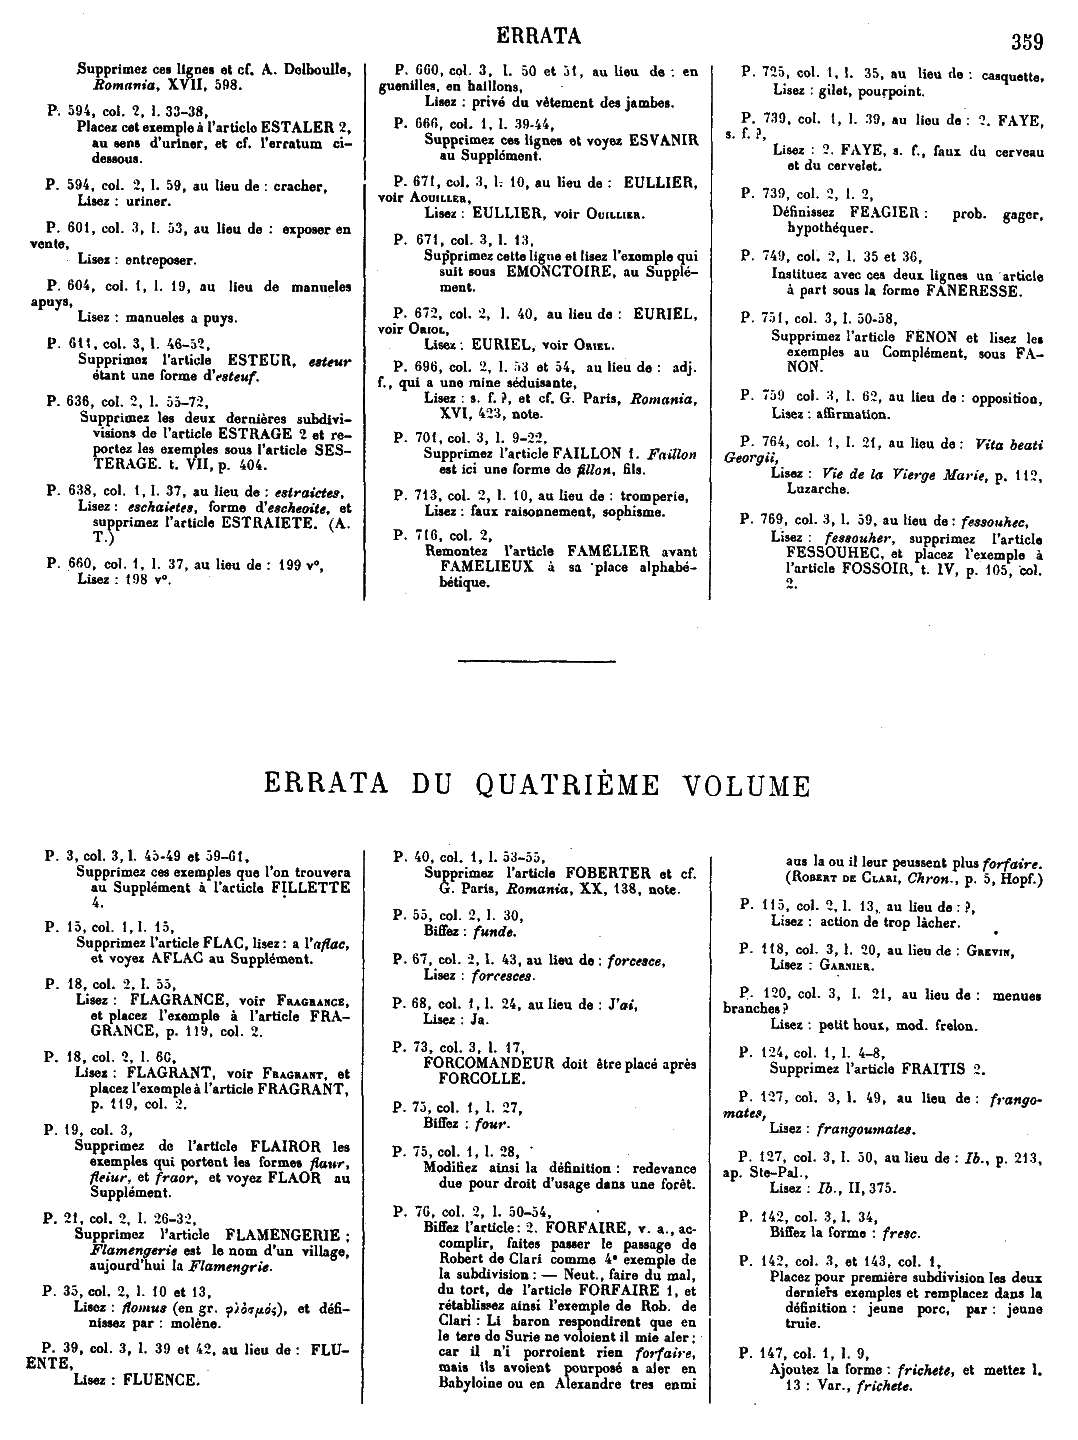 ERRATA
359
Supprimez ces lignes et cf. A. Delboulle,
Romania, XVII, 598.
P. 594, col. 2, l. 33-38,
Placez cet exemple à l'article ESTALER 2,
au sens d'uriner, et cf. l'erratum ci-
dessous.
P. 594, col. 2, l. 59, au lieu de : cracher,
Lisez : uriner.
P. 601, col. 3, l. 53, au lieu de : exposer en
vente,
Lisez : entreposer.
P. 604, col. 1, l. 19, au lieu de manueles
apuys,
Lisez : manueles a puys.
P. 611, col. 3, l. 46-52,
Supprimez l'article ESTEUR, esteur
étant une forme d'esteuf.
P. 636, col. 2, l. 55-72,
Supprimez les deux dernières subdivi-
visions de l'article ESTRAGE 2 et re-
portez les exemples sous l'article SES-
TERAGE. t. VII, p. 404.
P. 638, col. 1, l. 37, au lieu de : estraictes,
Lisez : eschaietes, forme d'escheoite, et
supprimez l'article ESTRAIETE. (A.
T.)
P. 660, col. 1, l. 37, au lieu de : 199 v°,
Lisez : 198 v°.
P. 660, col. 3, l. 50 et 51, au lieu de : en
guenilles, en haillons,
Lisez : privé du vêtement des jambes.
P. 666, col. 1, l. 39-44,
Supprimez ces lignes et voyez ESVANIR
au Supplément.
P. 671, col. 3, l. 10, au lieu de : EULLIER,
voir AOUILLER,
Lisez : EULLIER, voir OUILLIER.
P. 671, col. 3, l. 13,
Supprimez cette ligne et lisez l'exemple qui
suit sous EMONCTOIRE, au Supplé-
ment.
P. 672, col. 2, l. 40, au lieu de : EURIEL,
voir ORIOL,
Lisez : EURIEL, voir ORIEL.
P. 696, col. 2, l. 53 et 54, au lieu de : adj.
f., qui a une mine séduisante,
Lisez : s. f. ?, et cf. G. Paris, Romania,
XVI, 423, note.
P. 701, col. 3, l. 9-22,
Supprimez l'article FAILLON 1. Faillon
est ici une forme de fillon, fils.
P. 713, col. 2, l. 10, au lieu de : tromperie,
Lisez : faux raisonnement, sophisme.
P. 716, col. 2,
Remontez l'article FAMELIER avant
FAMELIEUX à sa place alphabé-
bétique.
P. 725, col. 1, l. 35, au lieu de : casquette,
Lisez : gilet, pourpoint.
P. 739, col. 1, l. 39, au lieu de : 2. FAYE,
s. f. ?,
Lisez : 2. FAYE, s. f., faux du cerveau
et du cervelet.
P. 739, col. 2, l. 2,
Définissez FEAGIER : prob. gager,
hypothéquer.
P. 749, col. 2, l. 35 et 36,
Instituez avec ces deux lignes un article
à part sous la forme FANERESSE.
P. 751, col. 3, l. 50-58,
Supprimez l'article FENON et lisez les
exemples au Complément, sous FA-
NON.
P. 759 col. 3, l. 62, au lieu de : opposition,
Lisez : affirmation.
P. 764, col. 1, l. 21, au lieu de : Vita beati
Georgii,
Lisez : Vie de la Vierge Marie, p. 112,
Luzarche.
P. 769, col. 3, l. 59, au lieu de : fessouhec,
Lisez : fessouher, supprimez l'article
FESSOUHEC, et placez l'exemple à
l'article FOSSOIR, t. IV, p. 105, col.
2.
ERRATA DU QUATRIÈME VOLUME
P. 3, col. 3, l. 45-49 et 59-61,
Supprimez ces exemples que l'on trouvera
au Supplément à l'article FILLETTE
4.
P. 15, col. 1, l. 15,
Supprimez l'article FLAC, lisez : a l'aflac,
et voyez AFLAC au Supplément.
P. 18, col. 2, l. 55,
Lisez : FLAGRANCE, voir FRAGRANCE,
et placez l'exemple à l'article FRA-
GRANCE, p. 119, col. 2.
P. 18, col. 2, l. 66,
Lisez : FLAGRANT, voir FRAGRANT, et
placez l'exemple à l'article FRAGRANT,
p. 119, col. 2.
P. 19, col. 3,
Supprimez de l'article FLAIROR les
exemples qui portent les formes flaur,
fleiur, et fraor, et voyez FLAOR au
Supplément.
P. 21, col. 2, l. 26-32,
Supprimez l'article FLAMENGERIE ;
Flamengerie est le nom d'un village,
aujourd'hui la Flamengrie.
P. 35, col. 2, l. 10 et 13,
Lisez : flomus (en gr. φλόσμός), et défi-
nissez par : molène.
P. 39, col. 3, l. 39 et 42, au lieu de : FLU-
ENTE,
Lisez : FLUENCE.
P. 40, col. 1, l. 53-55,
Supprimez l'article FOBERTER et cf.
G. Paris, Romania, XX, 138, note.
P. 55, col. 2, l. 30,
Biffez : funde.
P. 67, col. 2, l. 43, au lieu de : forcesce,
Lisez : forcesces.
P. 68, col. 1, l. 24, au lieu de : J'ai,
Lisez : Ja.
P. 73, col. 3, l. 17,
FORCOMANDEUR doit être placé après
FORCOLLE.
P. 75, col. 1, l. 27,
Biffez : four.
P. 75, col. 1, l. 28,
Modifiez ainsi la définition : redevance
due pour droit d'usage dans une forêt.
P. 76, col. 2, l. 50-54,
Biffez l'article : 2. FORFAIRE, v. a., ac-
complir, faites passer le passage de
Robert de Clari comme 4e exemple de
la subdivision : — Neut., faire du mal,
du tort, de l'article FORFAIRE 1, et
rétablissez ainsi l'exemple de Rob. de
Clari : Li baron respondirent que en
le tere de Surie ne voloient il mie aler ;
car il n'i porroient rien forfaire,
mais ils avoient pourposé a aler en
Babyloine ou en Alexandre tres enmi
aus la ou il leur peussent plus forfaire.
(ROBERT DE CLARI, Chron., p. 5, Hopf.)
P. 115, col. 2, l. 13, au lieu de : ?,
Lisez : action de trop lâcher.
P. 118, col. 3, l. 20, au lieu de : GREVIN,
Lisez : GARNIER.
P. 120, col. 3, l. 21, au lieu de : menues
branches ?
Lisez : petit houx, mod. frelon.
P. 124, col. 1, l. 4-8,
Supprimez l'article FRAITIS 2.
P. 127, col. 3, l. 49, au lieu de : frango-
mates,
Lisez : frangoumates.
P. 127, col. 3, l. 50, au lieu de : Ib., p. 213,
ap. Ste-Pal.,
Lisez : Ib., II, 375.
P. 142, col. 3, l. 34,
Biffez la forme : fresc.
P. 142, col. 3, et 143, col. 1,
Placez pour première subdivision les deux
derniers exemples et remplacez dans la
définition : jeune porc, par : jeune
truie.
P. 147, col. 1, l. 9,
Ajoutez la forme : frichete, et mettez l.
13 : Var., frichete.